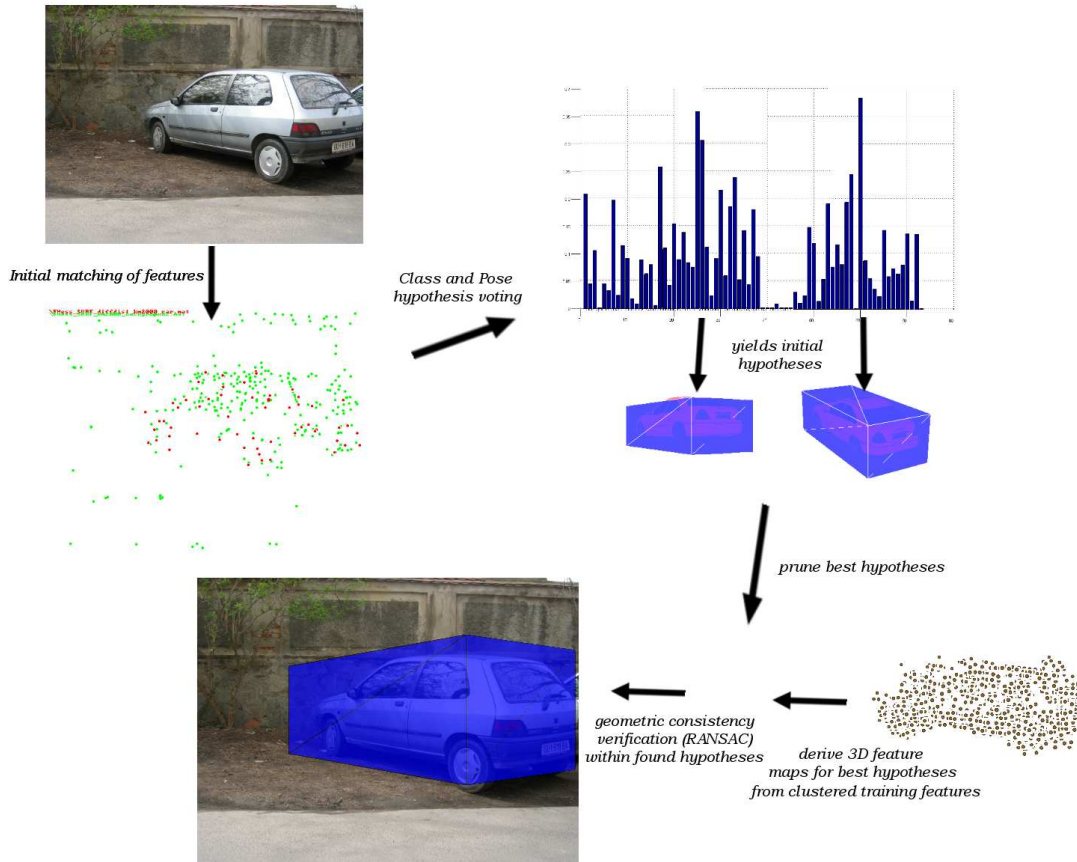 Initial matching of features
Class and Pose
hypothesis voting
yields initial
hypotheses
prune best hypotheses
geometric consistency
verification (RANSAC)
within found hypotheses
derive 3D feature
maps for best hypotheses
from clustered training features